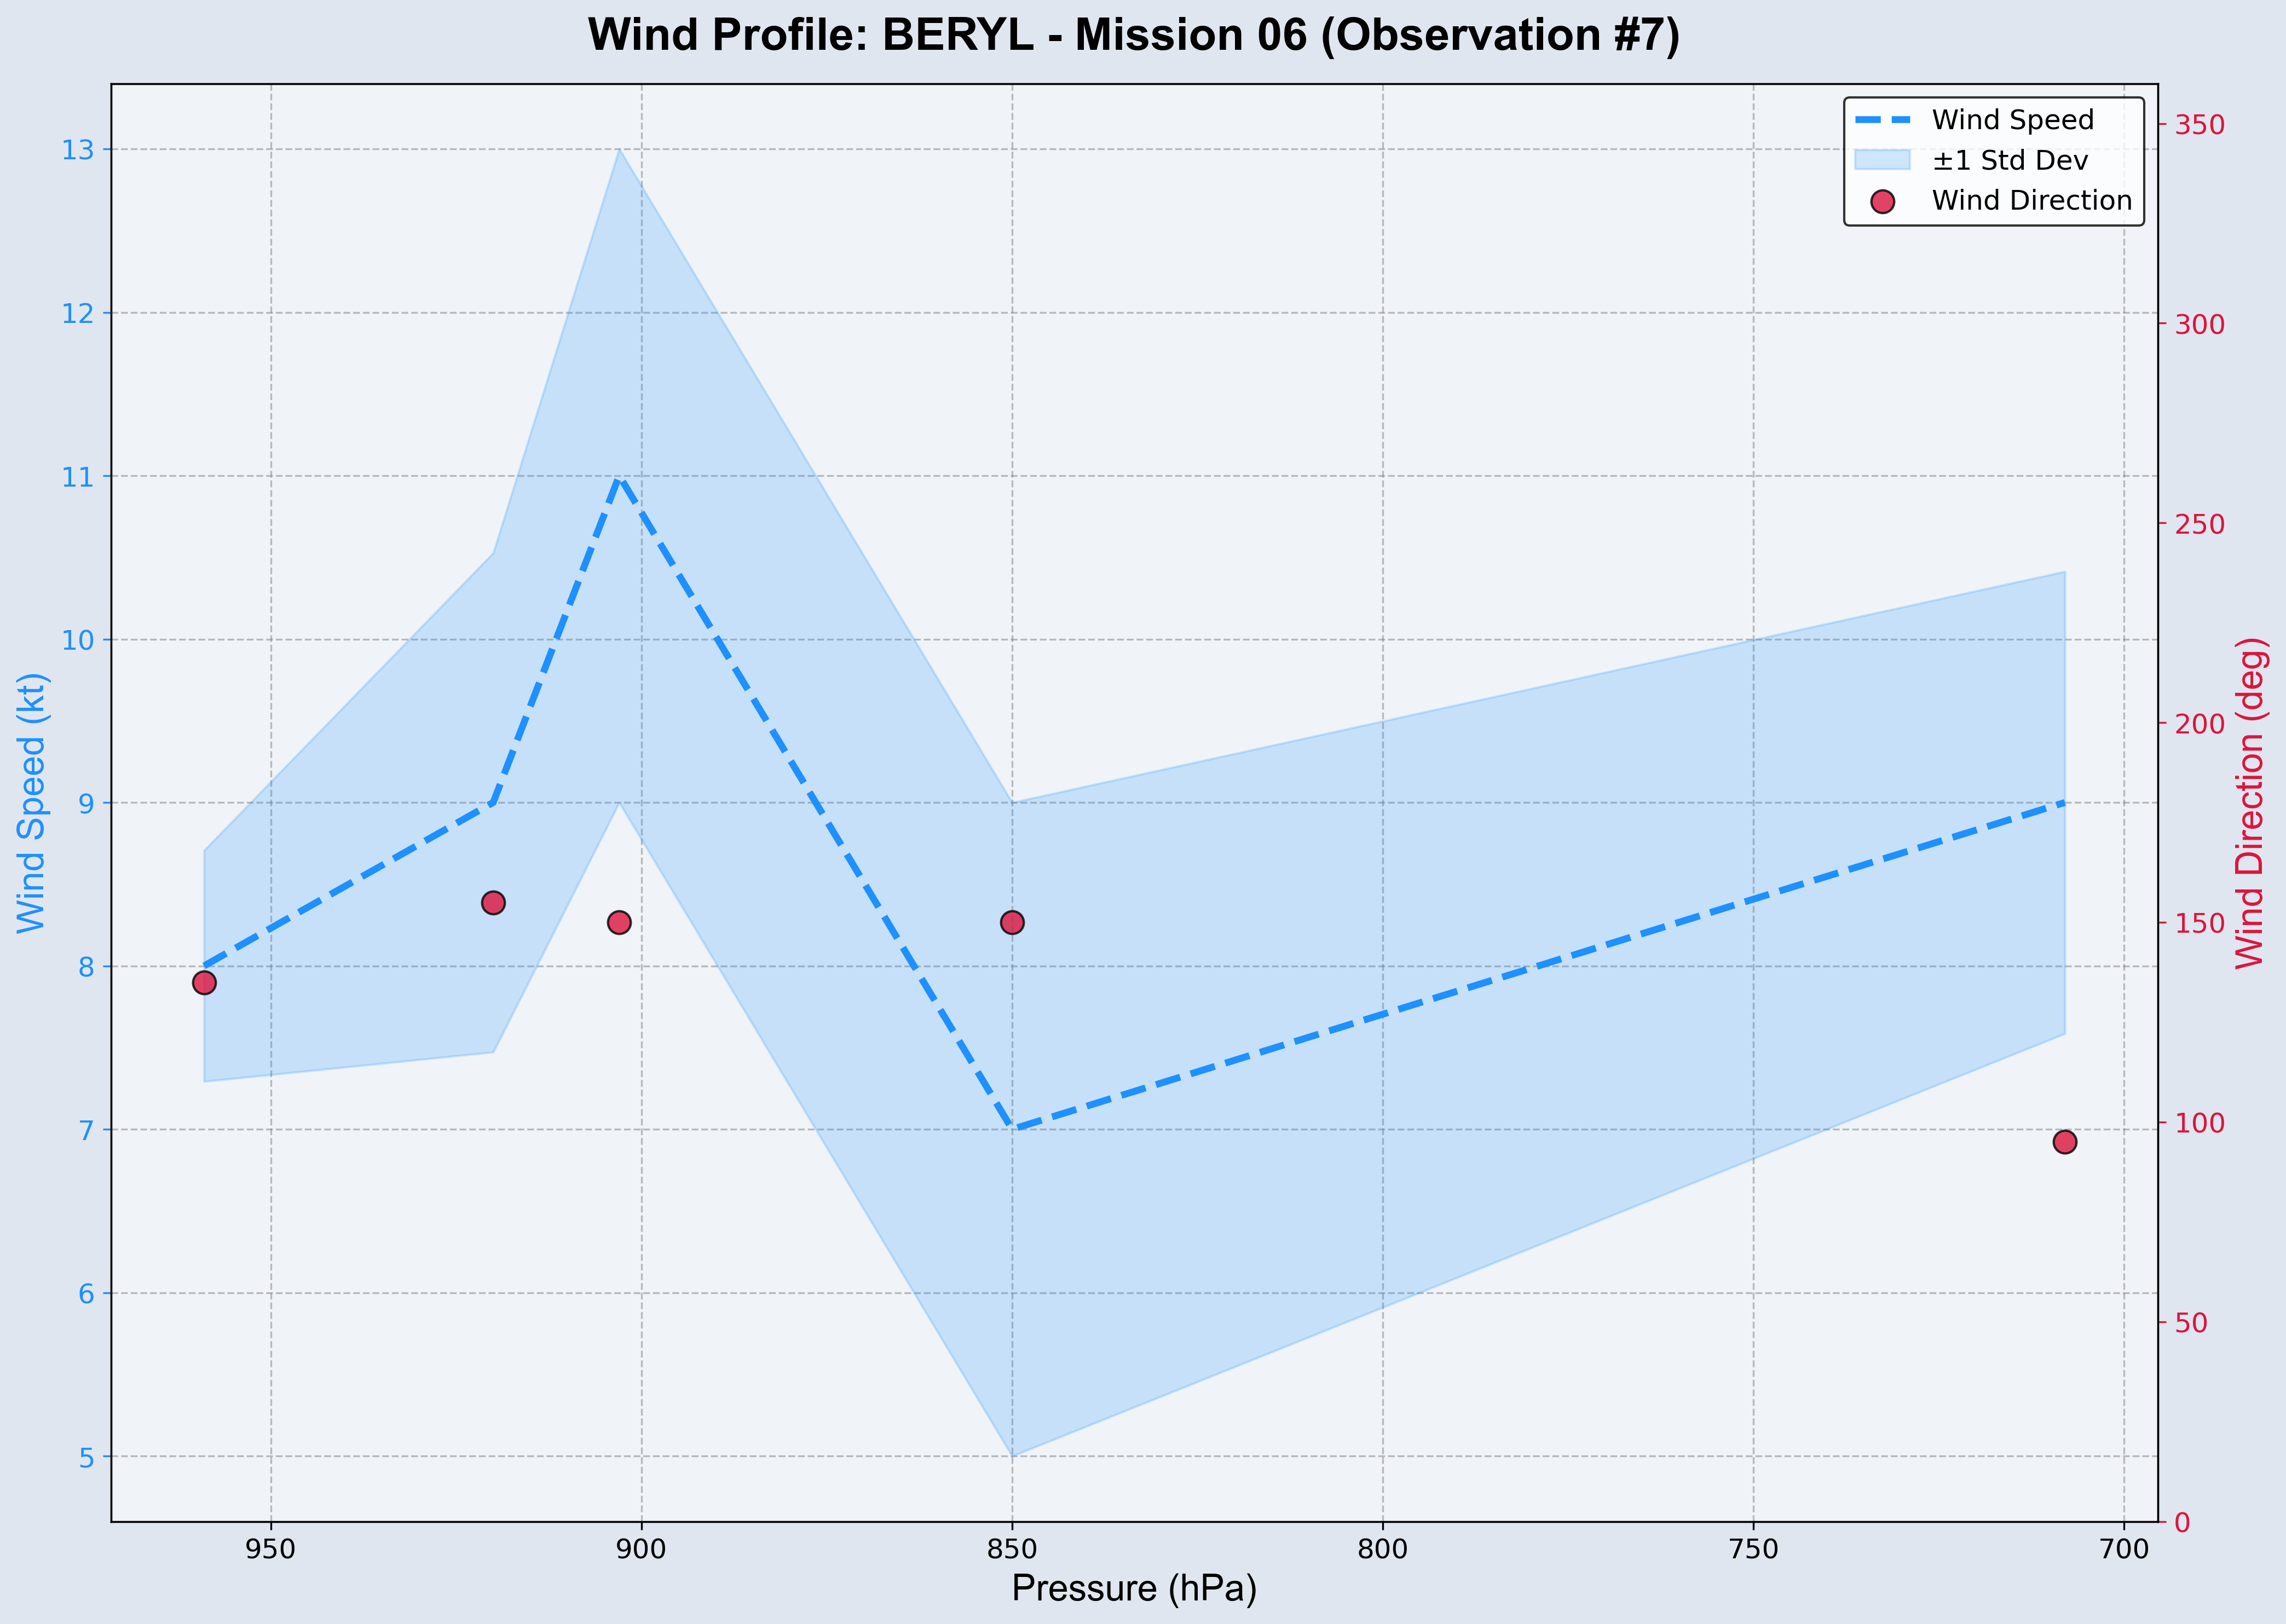 Wind Profile: BERYL - Mission 06 (Observation #7)
Wind Speed
±1 Std Dev
Wind Direction
13
12
11
10
9
8
7
6
5
Wind Speed (kt)
350
300
250
200
150
100
50
0
Wind Direction (deg)
950 900 850 800 750 700
Pressure (hPa)